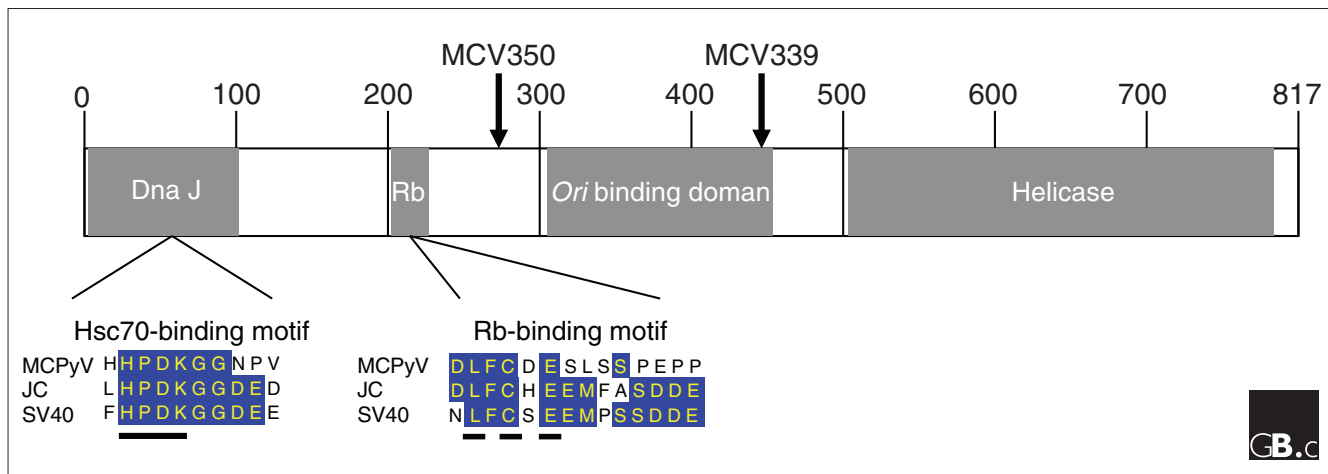 MCV350 MCV339
0 100 200 300 400 500 600 700 817
Dna J Rb Ori binding doman Helicase
Hsc70-binding motif Rb-binding motif
MCPyV HHPDKGGNPV MCPyV DLFCDESLSSPEPP
JC LHPDKGGDED JC DLFCHEEMFASDDE
SV40 FHPDKGGDEE SV40 NLFCSEEMPSSDDE
GB.c